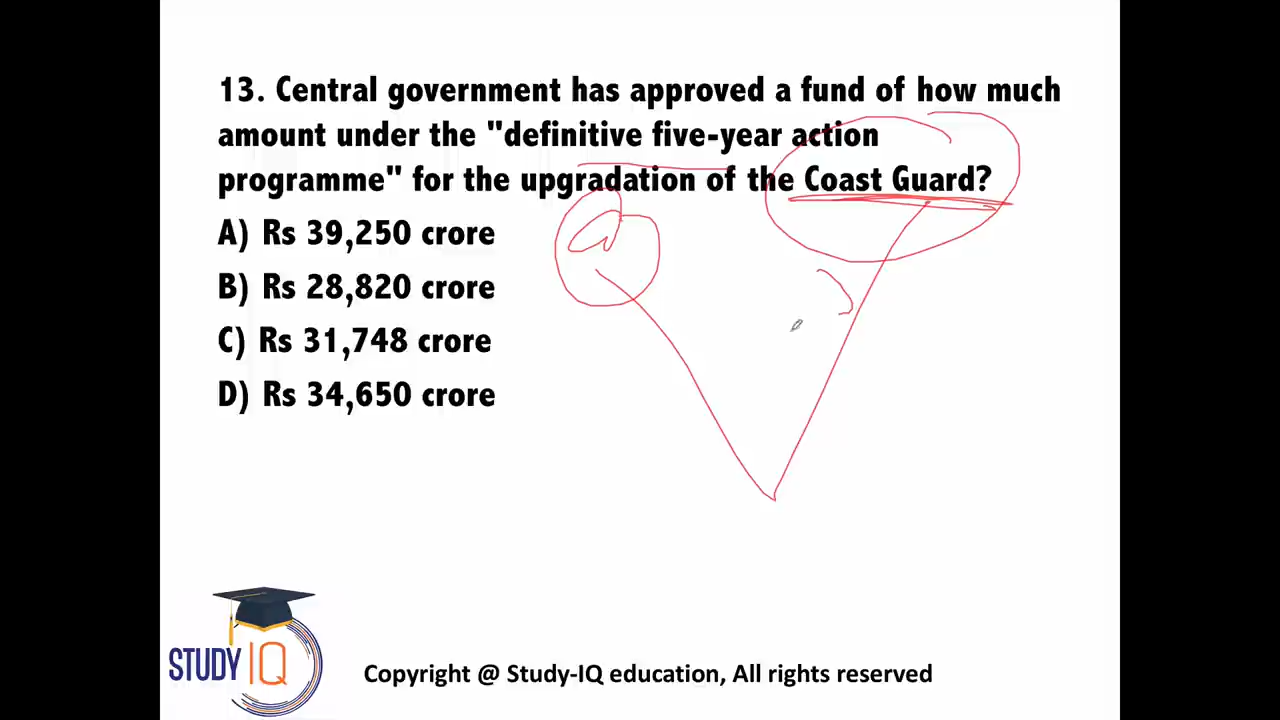 13. Central government has approved a fund of how much
amount under the "definitive five-year action
programme" for the upgradation of the Coast Guard?
A) Rs 39,250 crore
B) Rs 28,820 crore
C) Rs 31,748 crore
D) Rs 34,650 crore
STUDY IQ
Copyright @ Study-IQ education, All rights reserved